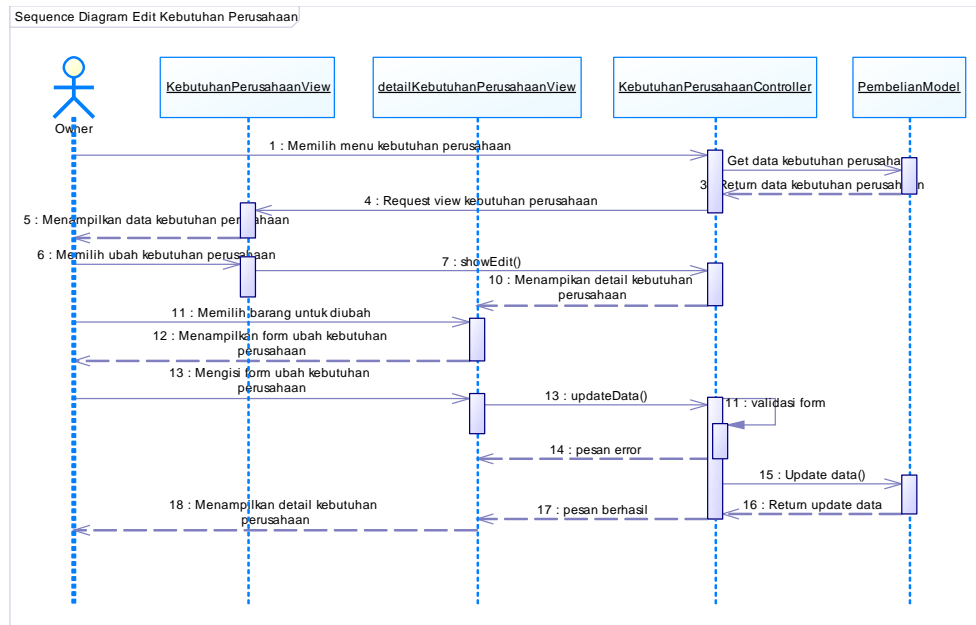 Sequence Diagram Edit Kebutuhan Perusahaan
KebutuhanPerusahaanView
detailKebutuhanPerusahaanView
KebutuhanPerusahaanController
PembelianModel
Owner
1 : Memilih menu kebutuhan perusahaan
Get data kebutuhan perusaha
3 : Return data kebutuhan perusahaan
4 : Request view kebutuhan perusahaan
5 : Menampilkan data kebutuhan perusahaan
6 : Memilih ubah kebutuhan perusahaan
7 : showEdit()
10 : Menampikan detail kebutuhan
perusahaan
11 : Memilih barang untuk diubah
12 : Menampilkan form ubah kebutuhan
perusahaan
13 : Mengisi form ubah kebutuhan
perusahaan
13 : updateData()
11 : validasi form
14 : pesan error
15 : Update data()
16 : Return update data
17 : pesan berhasil
18 : Menampilkan detail kebutuhan
perusahaan